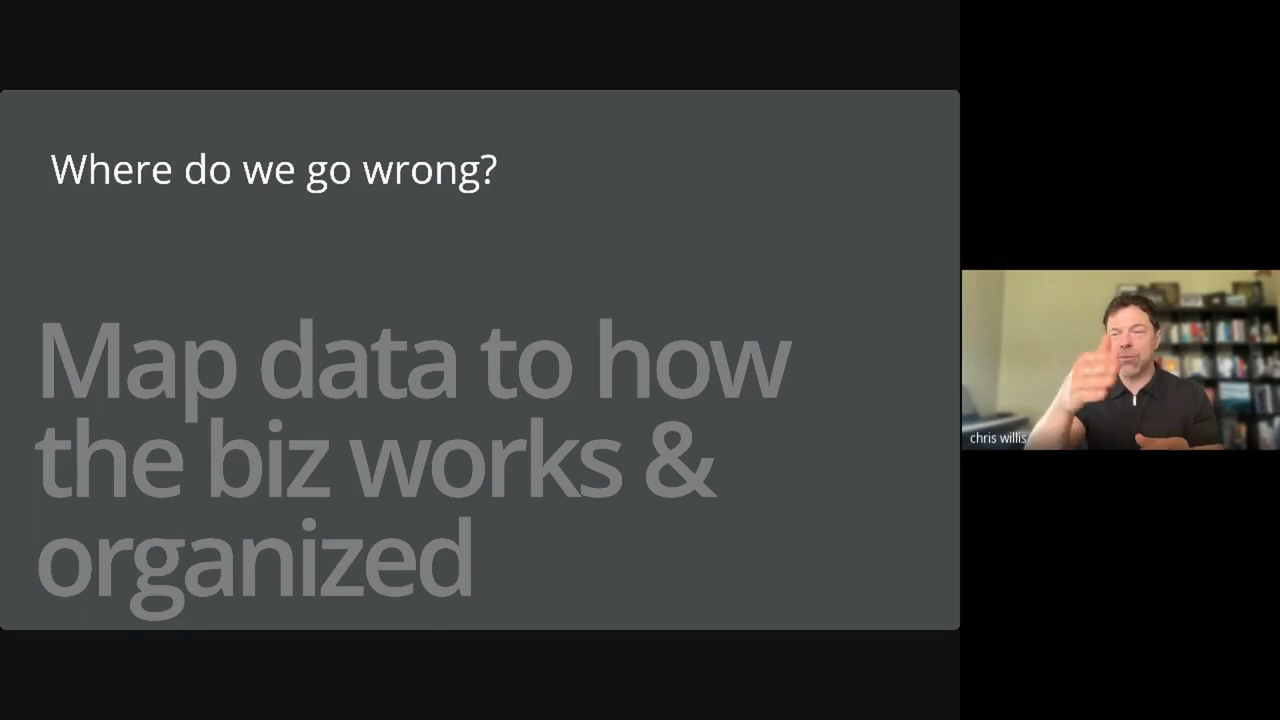 Where do we go wrong?
Map data to how
the biz works &
organized
chris willis